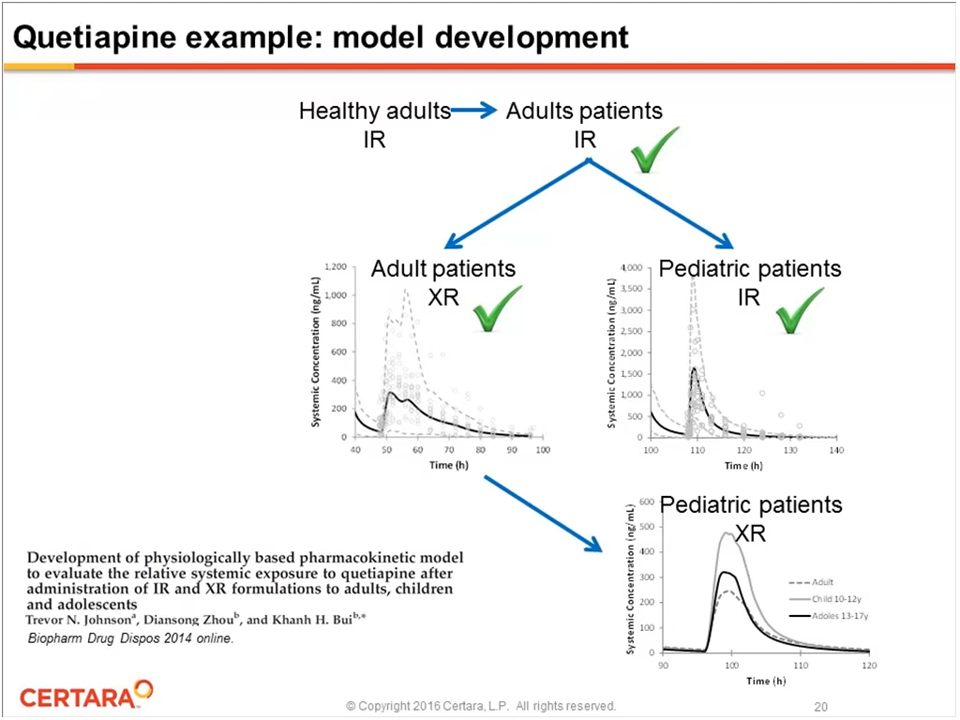 Quetiapine example: model development
Healthy adults
IR
Adults patients
IR
Adult patients
XR
Systemic Concentration (ng/mL)
1,200
1,000
800
600
400
200
0
40 50 60 70 80 90 100
Time (h)
Pediatric patients
IR
Systemic Concentration (ng/mL)
4,000
3,500
3,000
2,500
2,000
1,500
1,000
500
0
100 110 120 130 140
Time (h)
Pediatric patients
XR
Systemic Concentration (ng/mL)
600
500
400
300
200
100
0
90 100 110 120
Time (h)
Adult
Child 10-12y
Adoles 13-17y
Development of physiologically based pharmacokinetic model
to evaluate the relative systemic exposure to quetiapine after
administration of IR and XR formulations to adults, children
and adolescents
Trevor N. Johnsonᵃ, Diansong Zhouᵇ, and Khanh H. Buiᵇ,*
Biopharm Drug Dispos 2014 online.
CERTARA
© Copyright 2016 Certara, L.P. All rights reserved.
20